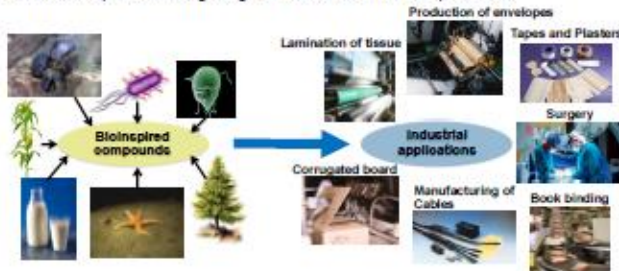 Production of envelopes
Lamination of tissue
Tapes and Plasters
Bioinspired
compounds
Industrial
applications
Surgery
Corrugated board
Manufacturing of
Cables
Book binding